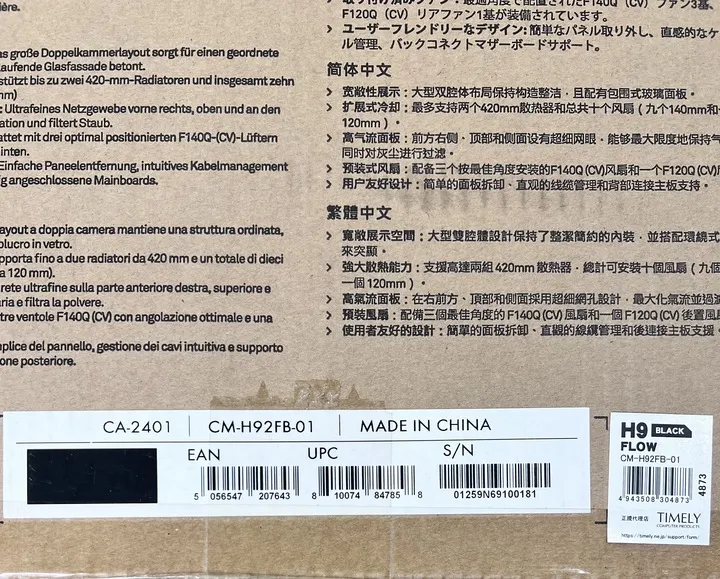 ière.
as große Doppelkammerlayout sorgt für einen geordnete
laufende Glasfassade betont.
stützt bis zu zwei 420-mm-Radiatoren und insgesamt zehn
mm)
: Ultrafeines Netzgewebe vorne rechts, oben und an den
ation und filtert Staub.
attet mit drei optimal positionierten F140Q-(CV)-Lüftern
inten.
Einfache Paneelentfernung, intuitives Kabelmanagement
ig angeschlossene Mainboards.
layout a doppia camera mantiene una struttura ordinata,
olucro in vetro.
pporta fino a due radiatori da 420 mm e un totale di dieci
a 120 mm).
rete ultrafine sulla parte anteriore destra, superiore e
aria e filtra la polvere.
tre ventole F140Q (CV) con angolazione ottimale e una
mplice del pannello, gestione dei cavi intuitiva e supporto
one posteriore.
F120Q（CV）リアファン1基が装備されています。
› ユーザーフレンドリーなデザイン: 簡単なパネル取り外し、直感的なケ
ル管理、バックコネクトマザーボードサポート。
简体中文
› 宽敞性展示：大型双腔体布局保持构造整洁，且配有包围式玻璃面板。
› 扩展式冷却：最多支持两个420mm散热器和总共十个风扇（九个140mm和
120mm）。
› 高气流面板：前方右侧、顶部和侧面设有超细网眼，能够最大限度地保持气
同时对灰尘进行过滤。
› 预装式风扇：配备三个按最佳角度安装的F140Q (CV)风扇和一个F120Q (CV)
› 用户友好设计：简单的面板拆卸、直观的线缆管理和背部连接主板支持。
繁體中文
› 寬敞展示空間：大型雙腔體設計保持了整潔簡約的內裝，並搭配環繞式
來突顯。
› 強大散熱能力：支援高達兩組 420mm 散熱器，總計可安裝十個風扇（九個
一個 120mm）。
› 高氣流面板：在右前方、頂部和側面採用超細網孔設計，最大化氣流並過
› 預裝風扇：配備三個最佳角度的 F140Q (CV) 風扇和一個 F120Q (CV) 後置風
› 使用者友好的設計：簡單的面板拆卸、直觀的線纜管理和後連接主板支援。
CA-2401 | CM-H92FB-01 | MADE IN CHINA
EAN UPC S/N
5 056547 207643 8 10074 84785 8 01259N69100181
H9 BLACK
FLOW
CM-H92FB-01
4 943508 304873
4873
正規代理店 TIMELY
COMPUTER PRODUCTS
https://timely.ne.jp/support/form/